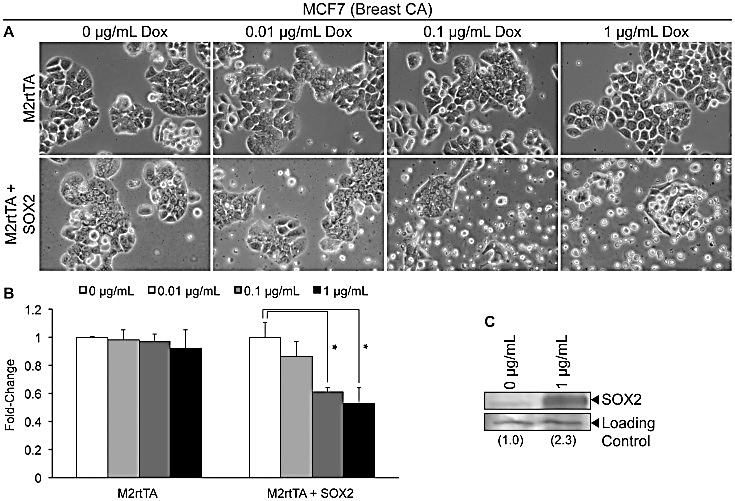 MCF7 (Breast CA)
0 µg/mL Dox 0.01 µg/mL Dox 0.1 µg/mL Dox 1 µg/mL Dox
A
M2rtTA
M2rtTA +
SOX2
B
0 µg/mL 0.01 µg/mL 0.1 µg/mL 1 µg/mL
Fold-Change
1.2
1
0.8
0.6
0.4
0.2
0
* *
M2rtTA M2rtTA + SOX2
C
0 µg/mL 1 µg/mL
SOX2
Loading
(1.0) (2.3) Control